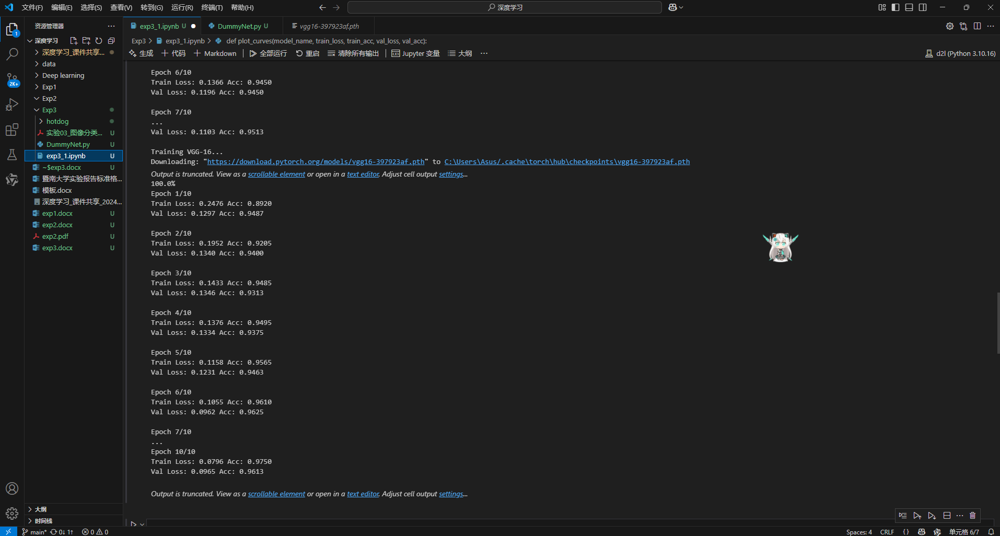 文件(F) 编辑(E) 选择(S) 查看(V) 转到(G) 运行(R) 终端(T) 帮助(H)
深度学习
资源管理器
exp3_1.ipynb U
DummyNet.py U
vgg16-397923af.pth
深度学习
Exp3 > exp3_1.ipynb > def plot_curves(model_name, train_loss, train_acc, val_loss, val_acc):
生成 代码 Markdown 全部运行 重启 清除所有输出 Jupyter 变量 大纲 ...
d2l (Python 3.10.16)
深度学习_课件共享...
data
Deep learning
Exp1
Exp2
Exp3
hotdog
实验03_图像分类... U
DummyNet.py U
exp3_1.ipynb U
~$exp3.docx U
暨南大学实验报告标准格...
模板.docx
深度学习_课件共享_2024...
exp1.docx U
exp2.docx U
exp2.pdf U
exp3.docx U
大纲
时间线
1
2K+
Epoch 6/10
Train Loss: 0.1366 Acc: 0.9450
Val Loss: 0.1196 Acc: 0.9450
Epoch 7/10
...
Val Loss: 0.1103 Acc: 0.9513
Training VGG-16...
Downloading: "https://download.pytorch.org/models/vgg16-397923af.pth" to C:\Users\Asus/.cache\torch\hub\checkpoints\vgg16-397923af.pth
Output is truncated. View as a scrollable element or open in a text editor. Adjust cell output settings...
100.0%
Epoch 1/10
Train Loss: 0.2476 Acc: 0.8920
Val Loss: 0.1297 Acc: 0.9487
Epoch 2/10
Train Loss: 0.1952 Acc: 0.9205
Val Loss: 0.1340 Acc: 0.9400
Epoch 3/10
Train Loss: 0.1433 Acc: 0.9485
Val Loss: 0.1346 Acc: 0.9313
Epoch 4/10
Train Loss: 0.1376 Acc: 0.9495
Val Loss: 0.1334 Acc: 0.9375
Epoch 5/10
Train Loss: 0.1158 Acc: 0.9565
Val Loss: 0.1231 Acc: 0.9463
Epoch 6/10
Train Loss: 0.1055 Acc: 0.9610
Val Loss: 0.0962 Acc: 0.9625
Epoch 7/10
...
Epoch 10/10
Train Loss: 0.0796 Acc: 0.9750
Val Loss: 0.0965 Acc: 0.9613
Output is truncated. View as a scrollable element or open in a text editor. Adjust cell output settings...
main* 0↓ 1↑ 0 0
Spaces: 4 CRLF { } 单元格 6/7